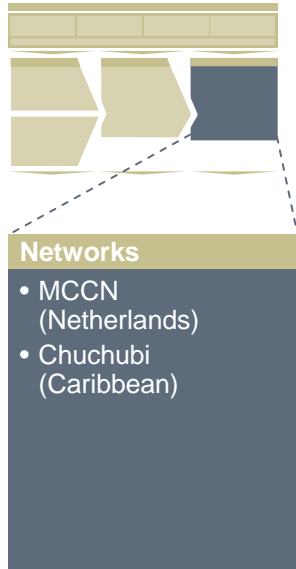 Networks
• MCCN
(Netherlands)
• Chuchubi
(Caribbean)